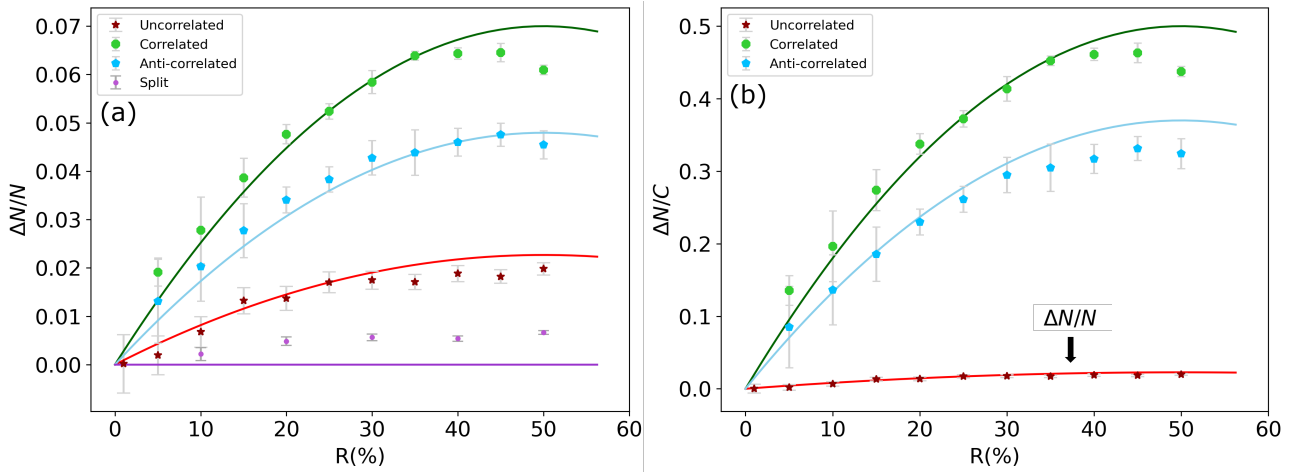 0.07
0.06
0.05
0.04
0.03
0.02
0.01
0.00
ΔN/N
Uncorrelated
Correlated
Anti-correlated
Split
(a)
0 10 20 30 40 50 60
R(%)
0.5
0.4
0.3
0.2
0.1
0.0
ΔN/C
Uncorrelated
Correlated
Anti-correlated
(b)
ΔN/N
0 10 20 30 40 50 60
R(%)